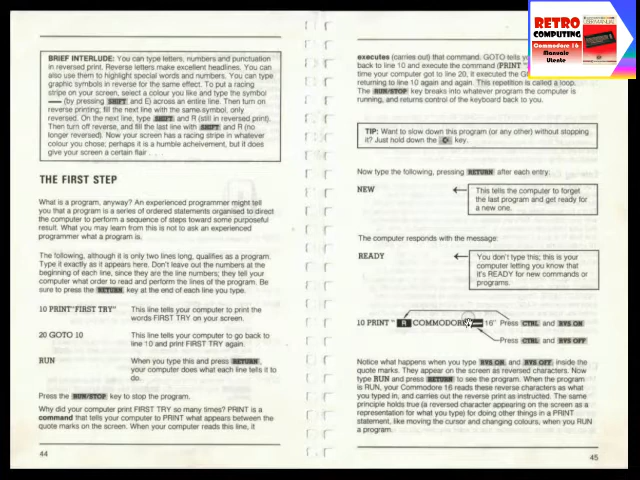 BRIEF INTERLUDE: You can type letters, numbers and punctuation
in reversed print. Reverse letters make excellent headlines. You can
also use them to highlight special words and numbers. You can type
graphic symbols in reverse for the same effect. To put a racing
stripe on your screen, select a colour you like and type the symbol
— (by pressing SHIFT and E) across an entire line. Then turn on
reverse printing, fill the next line with the same symbol, only
reversed. On the next line, type SHIFT and R (still in reversed print).
Then turn off reverse, and fill the last line with SHIFT and R (no
longer reversed). Now your screen has a racing stripe in whatever
colour you chose; perhaps it is a humble achievement, but it does
give your screen a certain flair . . .
THE FIRST STEP
What is a program, anyway? An experienced programmer might tell
you that a program is a series of ordered statements organised to direct
the computer to perform a sequence of steps toward some purposeful
result. What you may learn from this is not to ask an experienced
programmer what a program is.
The following, although it is only two lines long, qualifies as a program.
Type it exactly as it appears here. Don't leave out the numbers at the
beginning of each line, since they are the line numbers; they tell your
computer what order to read and perform the lines of the program. Be
sure to press the RETURN key at the end of each line you type.
10 PRINT"FIRST TRY" This line tells your computer to print the
words FIRST TRY on your screen.
20 GOTO 10 This line tells your computer to go back to
line 10 and print FIRST TRY again.
RUN When you type this and press RETURN,
your computer does what each line tells it to
do.
Press the RUN/STOP key to stop the program.
Why did your computer print FIRST TRY so many times? PRINT is a
command that tells your computer to PRINT what appears between the
quote marks on the screen. When your computer reads this line, it
44
executes (carries out) that command. GOTO tells yo
back to line 10 and execute the command (PRINT "
time your computer got to line 20, it executed the G
returning to line 10 again and again. This repetition is called a loop.
The RUN/STOP key breaks into whatever program the computer is
running, and returns control of the keyboard back to you.
TIP: Want to slow down this program (or any other) without stopping
it? Just hold down the key.
Now type the following, pressing RETURN after each entry:
NEW This tells the computer to forget
the last program and get ready for
a new one.
The computer responds with the message:
READY You don't type this; this is your
computer letting you know that
it's READY for new commands or
programs.
10 PRINT " R COMMODORE 16" Press CTRL and RVS ON
Press CTRL and RVS OFF
Notice what happens when you type RVS ON and RVS OFF inside the
quote marks. They appear on the screen as reversed characters. Now
type RUN and press RETURN to see the program. When the program
is RUN, your Commodore 16 reads these reverse characters as what
you typed in, and carries out the reverse print as instructed. The same
principle holds true (a reversed character appearing on the screen as a
representation for what you type) for doing other things in a PRINT
statement, like moving the cursor and changing colours, when you RUN
a program.
45
RETRO
COMPUTING
Commodore 16
Manuale
Utente